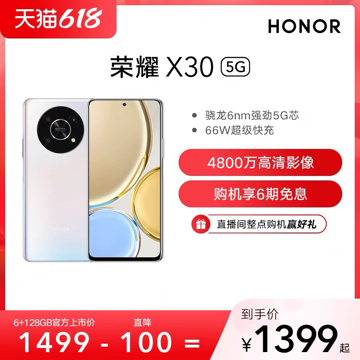 天猫618
HONOR
荣耀 X30 5G
骁龙6nm强劲5G芯
66W超级快充
4800万高清影像
购机享6期免息
直播间整点购机赢好礼
6+128GB官方上市价
直降
到手价
1499 - 100 = ¥1399起